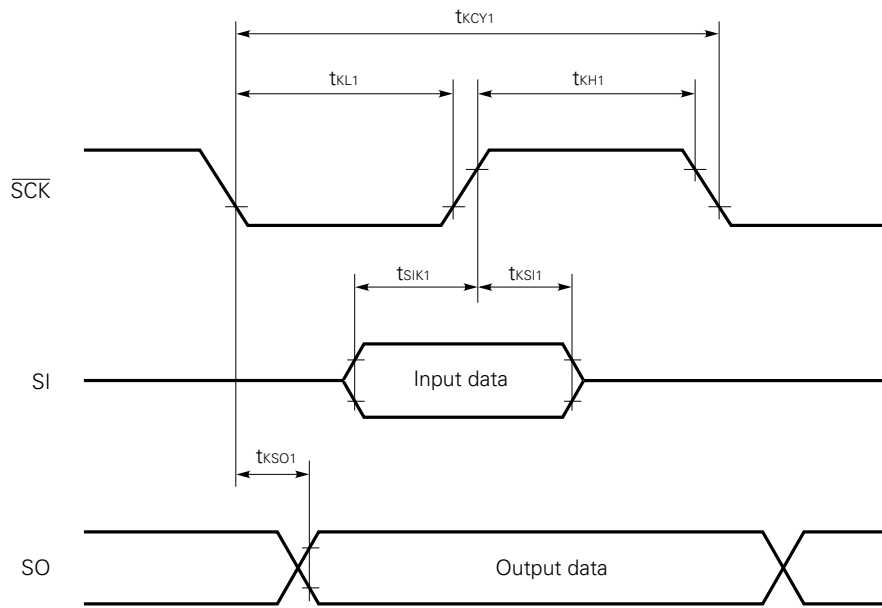 tKCY1
tKL1
tKH1
SCK
tSIK1
tKSI1
SI
Input data
tKSO1
SO
Output data